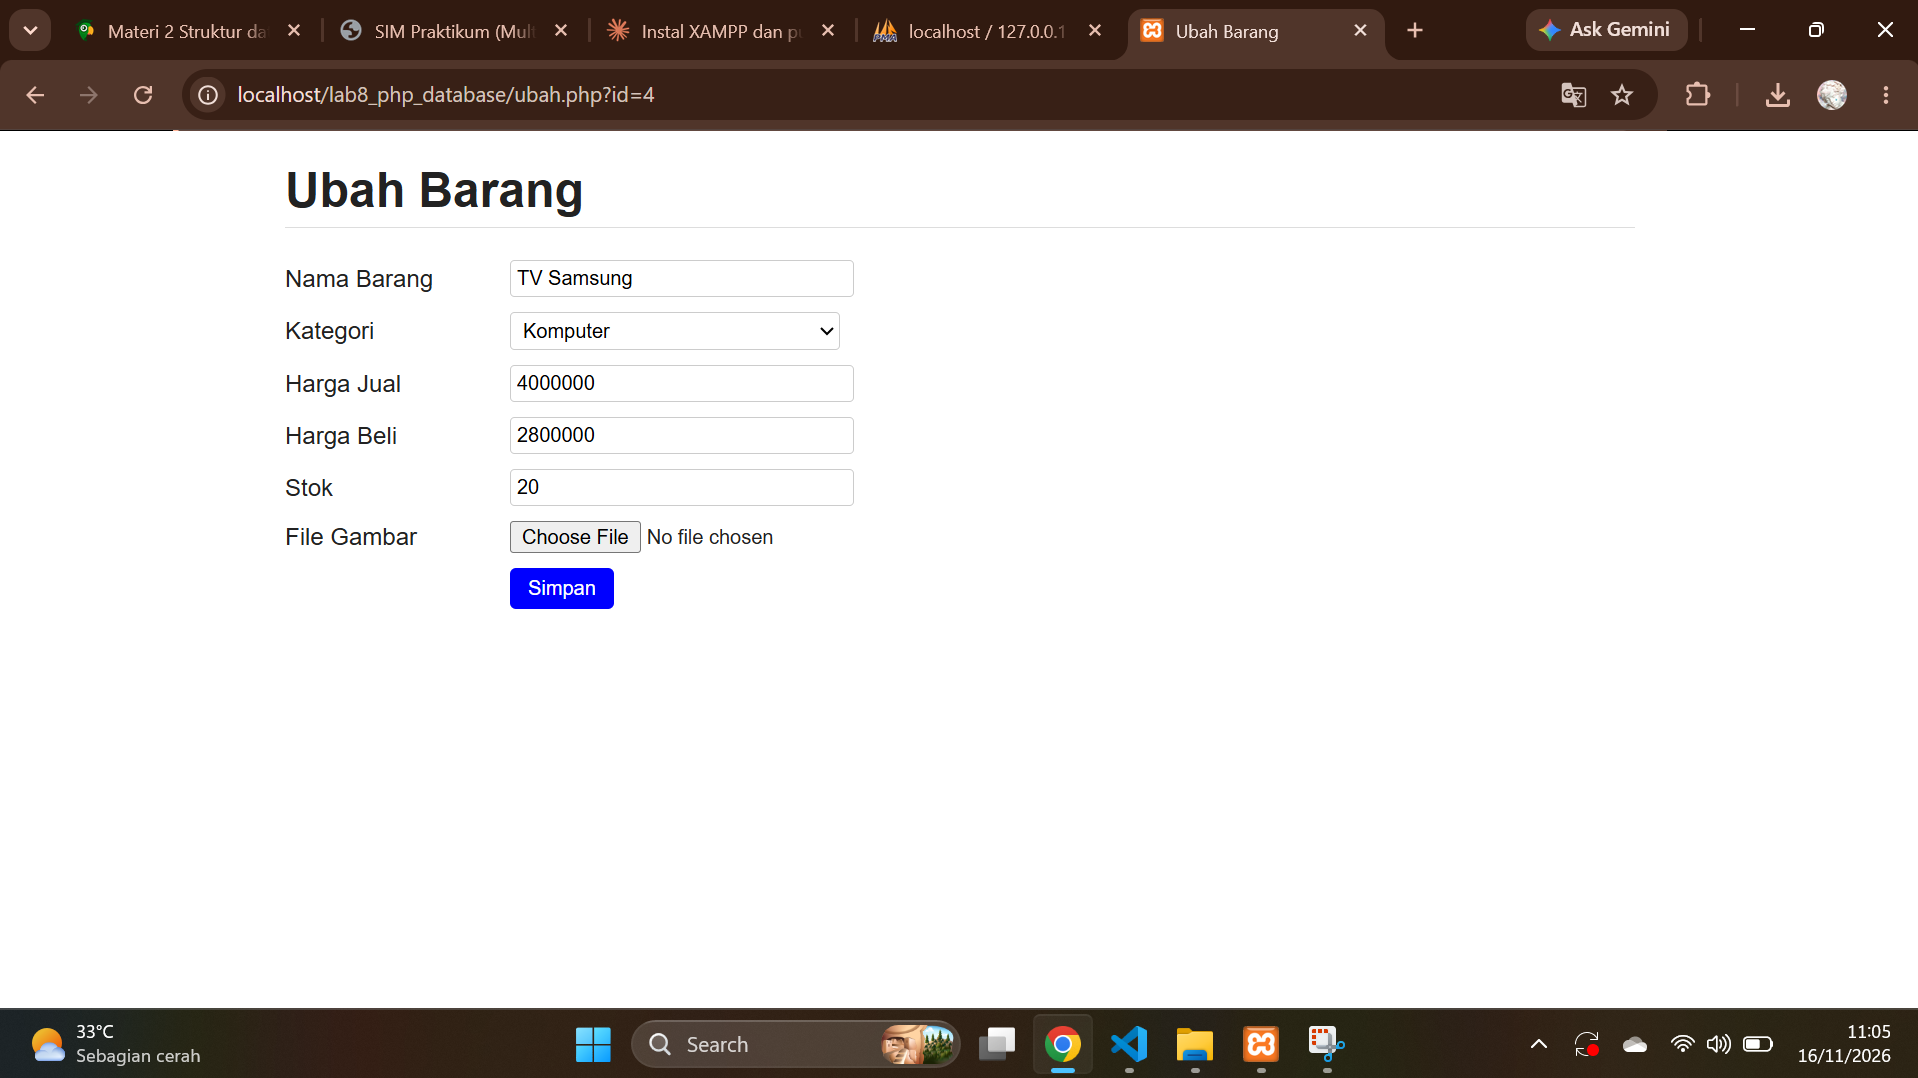 Materi 2 Struktur da
SIM Praktikum (Mul
Instal XAMPP dan p
localhost / 127.0.0.1
Ubah Barang
Ask Gemini
localhost/lab8_php_database/ubah.php?id=4
Ubah Barang
Nama Barang TV Samsung
Kategori Komputer
Harga Jual 4000000
Harga Beli 2800000
Stok 20
File Gambar Choose File No file chosen
Simpan
33°C
Sebagian cerah
Search
11:05
16/11/2026